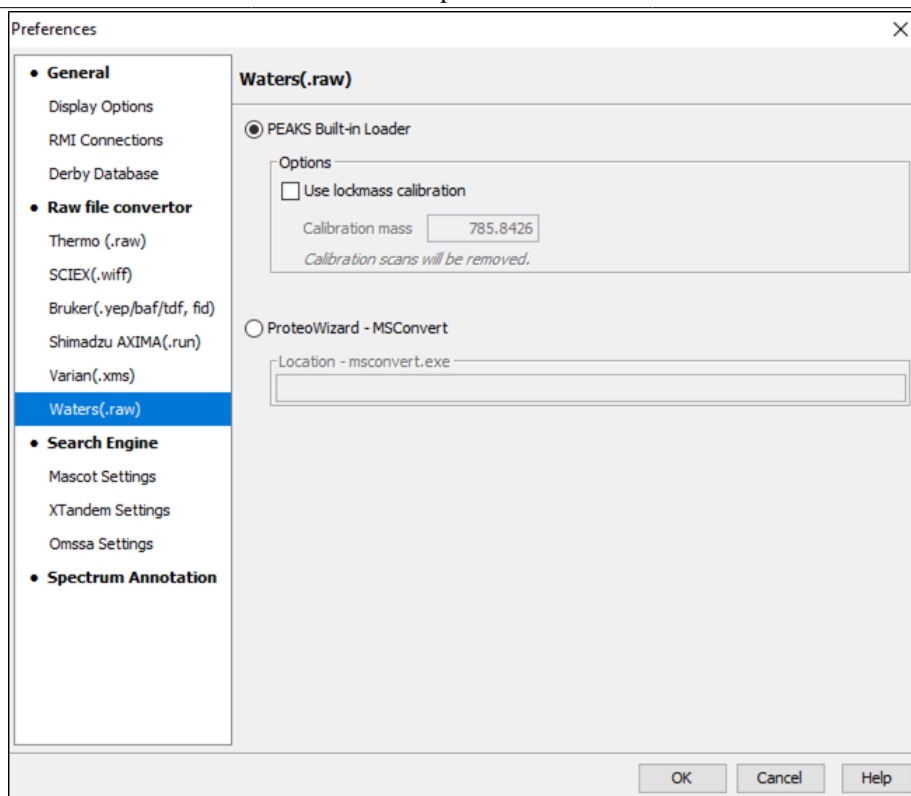 Preferences
General
Display Options
RMI Connections
Derby Database
Raw file convertor
Thermo (.raw)
SCIEX(.wiff)
Bruker(.yep/baf/tdf, fid)
Shimadzu AXIMA(.run)
Varian(.xms)
Waters(.raw)
Search Engine
Mascot Settings
XTandem Settings
Omssa Settings
Spectrum Annotation
Waters(.raw)
PEAKS Built-in Loader
Options
Use lockmass calibration
Calibration mass 785.8426
Calibration scans will be removed.
ProteoWizard - MSConvert
Location - msconvert.exe
OK Cancel Help